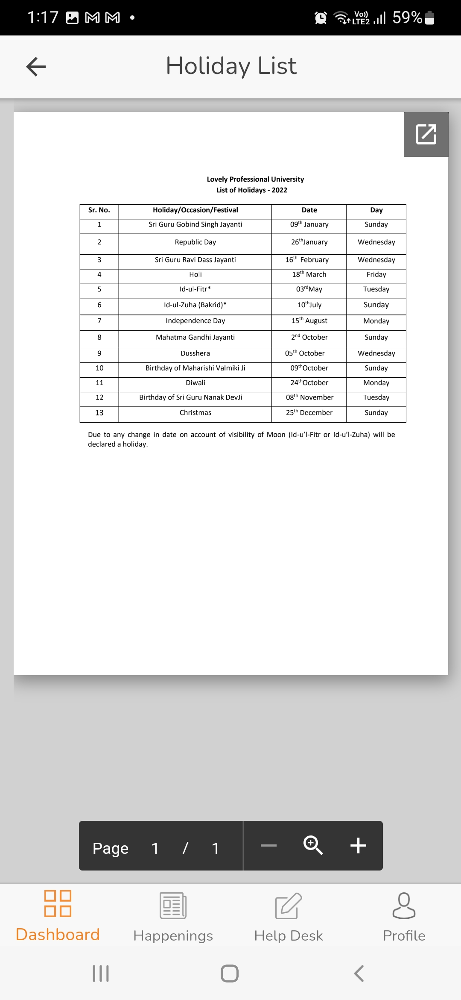 1:17
Vo)) LTE2 59%
Holiday List
Lovely Professional University
List of Holidays - 2022
Sr. No. Holiday/Occasion/Festival Date Day
1 Sri Guru Gobind Singh Jayanti 09th January Sunday
2 Republic Day 26thJanuary Wednesday
3 Sri Guru Ravi Dass Jayanti 16th February Wednesday
4 Holi 18th March Friday
5 Id-ul-Fitr* 03rdMay Tuesday
6 Id-ul-Zuha (Bakrid)* 10thJuly Sunday
7 Independence Day 15th August Monday
8 Mahatma Gandhi Jayanti 2nd October Sunday
9 Dusshera 05th October Wednesday
10 Birthday of Maharishi Valmiki Ji 09thOctober Sunday
11 Diwali 24thOctober Monday
12 Birthday of Sri Guru Nanak DevJi 08th November Tuesday
13 Christmas 25th December Sunday
Due to any change in date on account of visibility of Moon (Id-u’l-Fitr or Id-u’l-Zuha) will be
declared a holiday.
Page 1 / 1
Dashboard Happenings Help Desk Profile